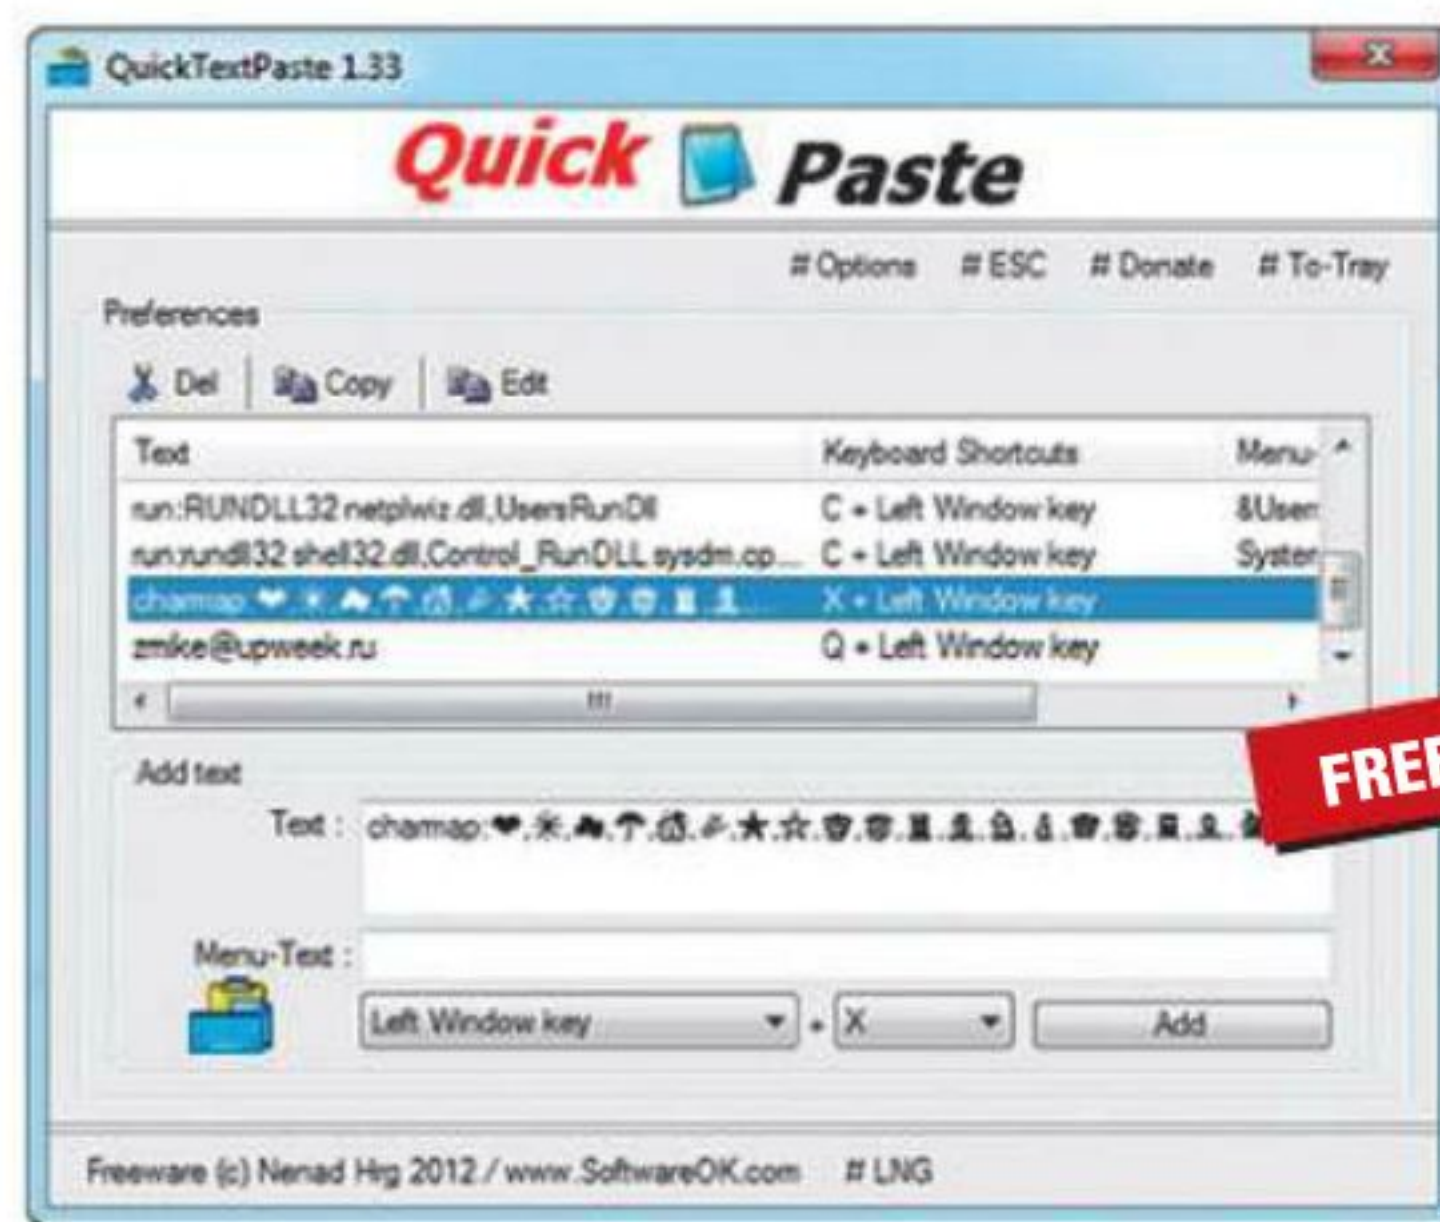 QuickTextPaste 1.33
Quick Paste
# Options # ESC # Donate # To-Tray
Preferences
Del Copy Edit
Text Keyboard Shortcuts Menu-
run:RUNDLL32 netplwiz.dll,UsersRunDll C + Left Window key &User
run:rundll32 shell32.dll,Control_RunDLL sysdm.cp... C + Left Window key System
charmap:❤.☀.☁.☂.☃.☄.★.☆ X + Left Window key
zmike@upweek.ru Q + Left Window key
Add text
FREE
Text : charmap:❤.☀.☁.☂.☃.☄.★.☆
Menu-Text :
Left Window key + X Add
Freeware (c) Nenad Hrg 2012 / www.SoftwareOK.com # LNG